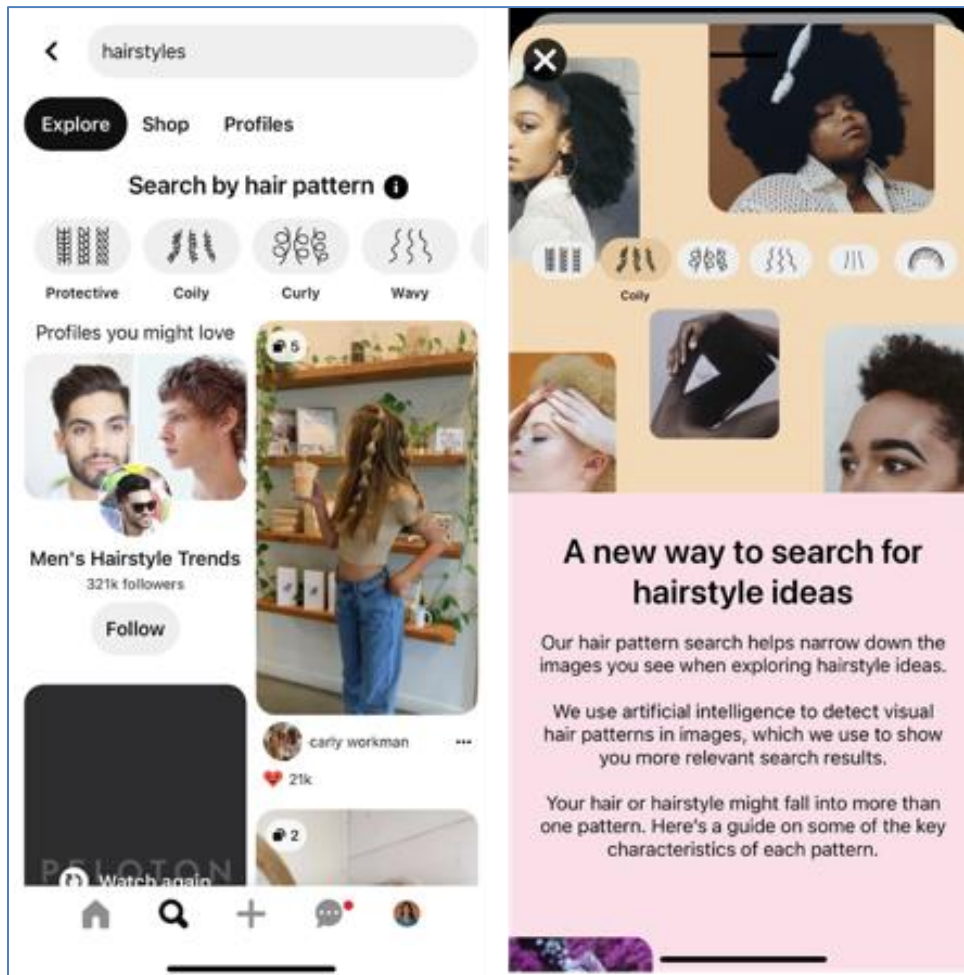 hairstyles
Explore Shop Profiles
Search by hair pattern i
Protective Coily Curly Wavy
Profiles you might love
Men's Hairstyle Trends
321k followers
Follow
5
carly workman ...
21k
PELOTON
Watch again
2
Coily
A new way to search for
hairstyle ideas
Our hair pattern search helps narrow down the
images you see when exploring hairstyle ideas.
We use artificial intelligence to detect visual
hair patterns in images, which we use to show
you more relevant search results.
Your hair or hairstyle might fall into more than
one pattern. Here's a guide on some of the key
characteristics of each pattern.